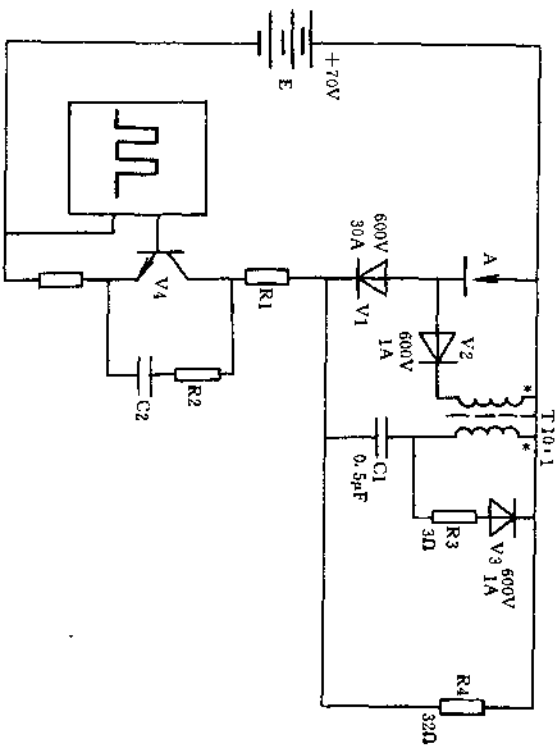 +70V
E
A
600V
30A
V1
V2
600V
1A
*
T10:1
*
C1
0.5μF
R3
3Ω
V3
600V
1A
R4
32Ω
R1
V4
R2
C2